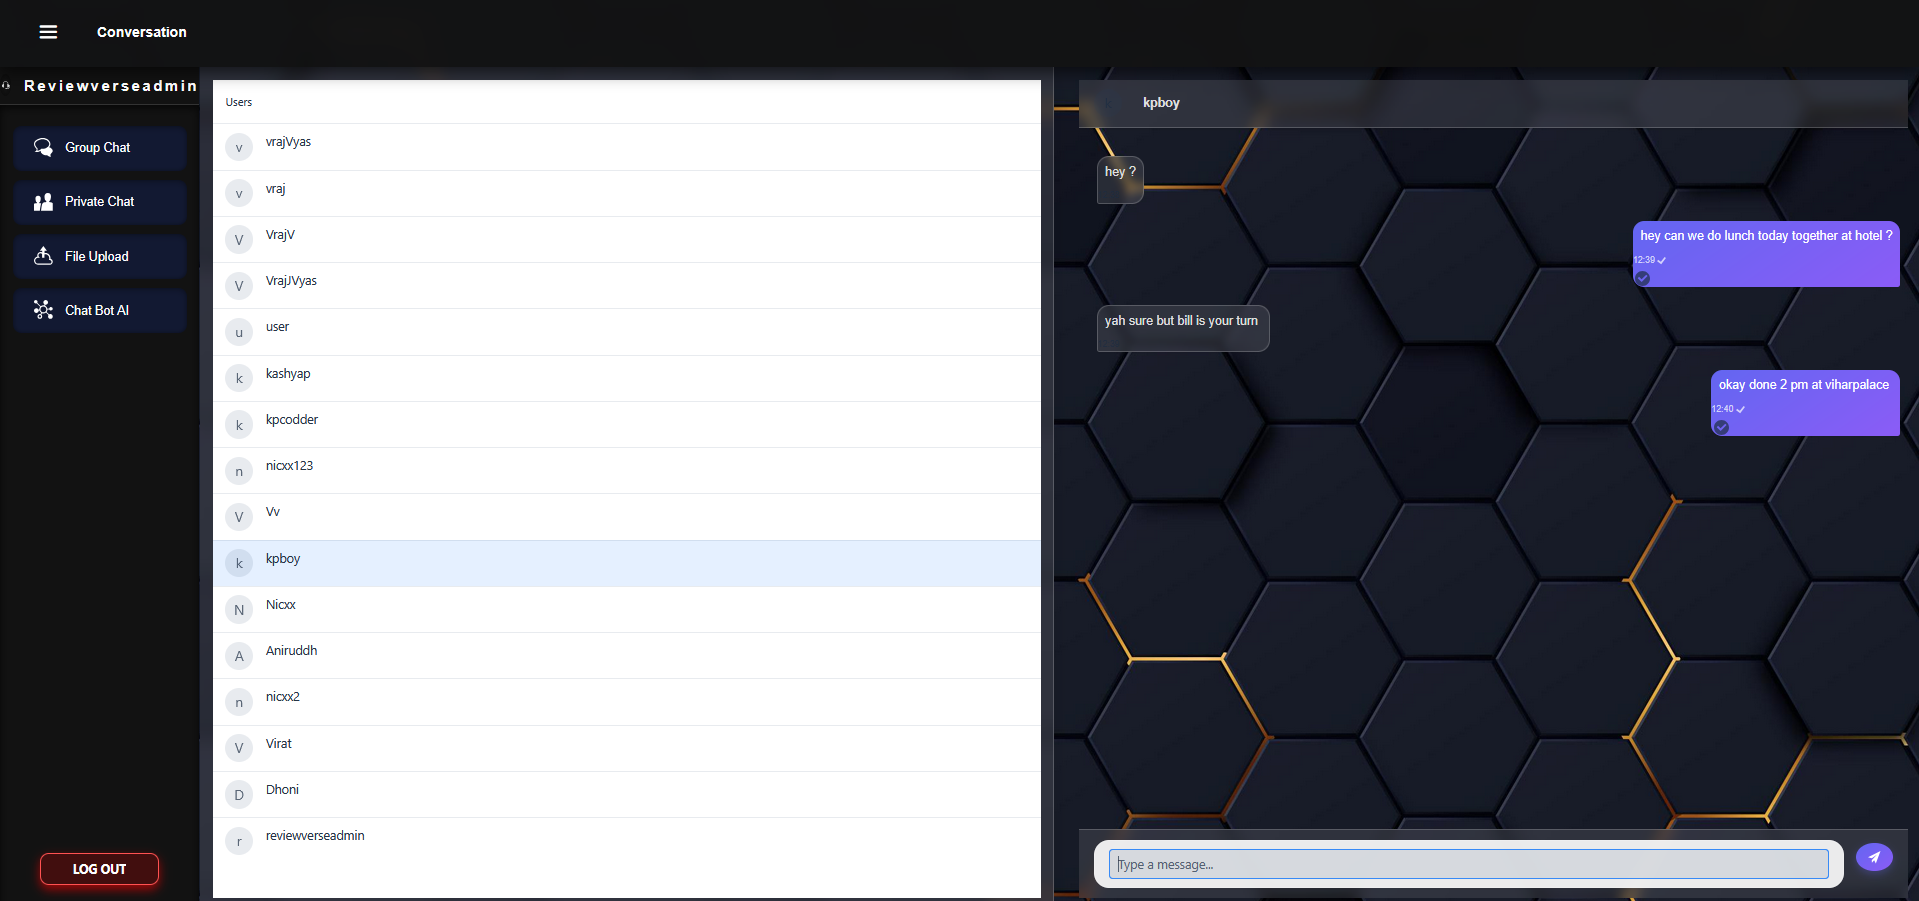 Conversation
Reviewverseadmin
Group Chat
Private Chat
File Upload
Chat Bot AI
LOG OUT
Users
v vrajVyas
v vraj
V VrajV
V VrajJVyas
u user
k kashyap
k kpcodder
n nicxx123
V Vv
k kpboy
N Nicxx
A Aniruddh
n nicxx2
V Virat
D Dhoni
r reviewverseadmin
kpboy
hey ?
hey can we do lunch today together at hotel ?
12:39
yah sure but bill is your turn
okay done 2 pm at viharpalace
12:40
Type a message...